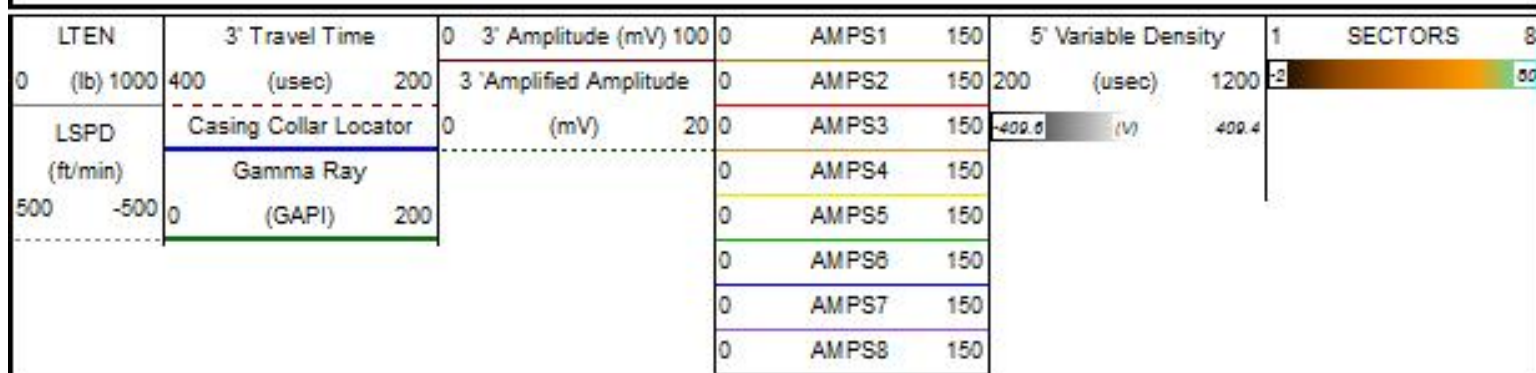 LTEN
0 (lb) 1000
LSPD
(ft/min)
500 -500
3' Travel Time
400 (usec) 200
Casing Collar Locator
Gamma Ray
0 (GAPI) 200
0 3' Amplitude (mV) 100
3 'Amplified Amplitude
0 (mV) 20
0 AMPS1 150
0 AMPS2 150
0 AMPS3 150
0 AMPS4 150
0 AMPS5 150
0 AMPS6 150
0 AMPS7 150
0 AMPS8 150
5' Variable Density
200 (usec) 1200
-409.6 (V) 409.4
1 SECTORS 8
-2